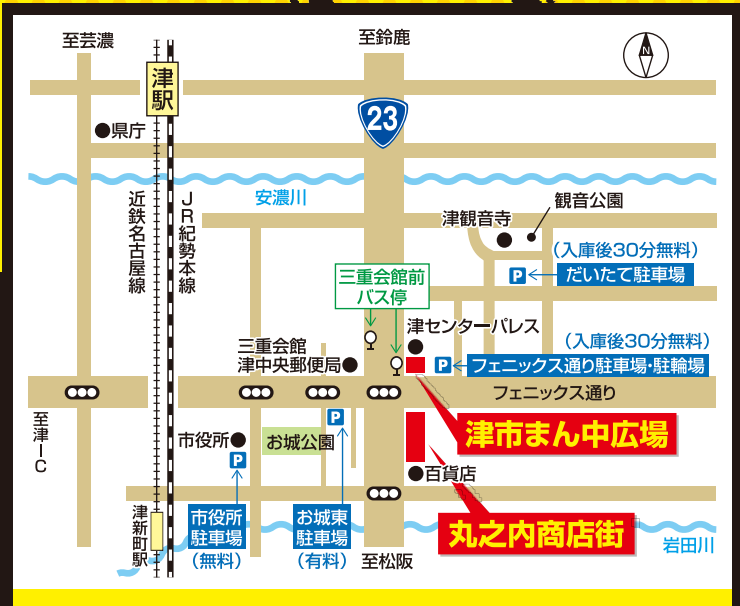 至芸濃
至鈴鹿
N
津駅
23
県庁
近鉄名古屋線
JR紀勢本線
安濃川
観音公園
津観音寺
(入庫後30分無料)
P
だいたて駐車場
三重会館前
バス停
津センターパレス
(入庫後30分無料)
P
フェニックス通り駐車場・駐輪場
三重会館
津中央郵便局
フェニックス通り
至津IC
P
津市まん中広場
市役所
お城公園
P
百貨店
津新町駅
市役所
駐車場
(無料)
お城東
駐車場
(有料)
丸之内商店街
至松阪
岩田川